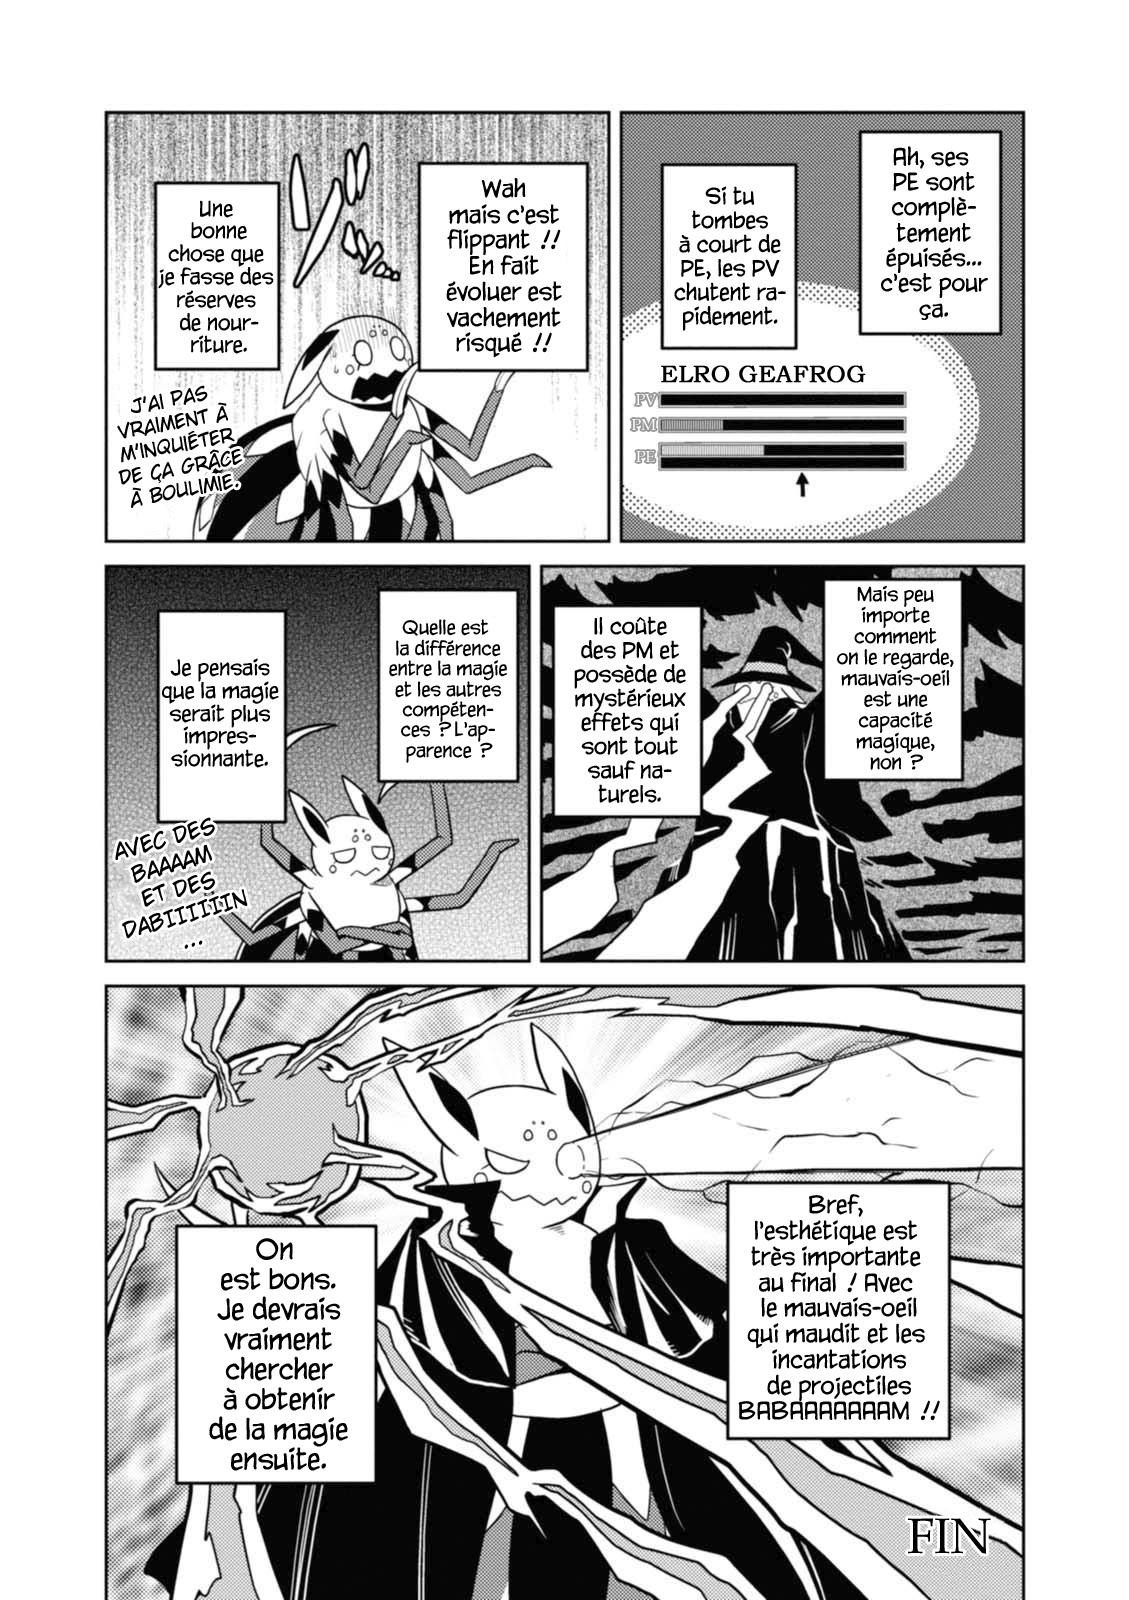 Ah, ses
PE sont
complè-
tement
épuisés...
c'est pour
ça.
Si tu
tombes
à court de
PE, les PV
chutent ra-
pidement.
ELRO GEAFROG
PV
PM
PE
Wah
mais c'est
flippant !!
En fait
évoluer est
vachement
risqué !!
Une
bonne
chose que
je fasse des
réserves
de nour-
riture.
J'AI PAS
VRAIMENT À
M'INQUIÉTER
DE ÇA GRÂCE
À BOULIMIE.
Mais peu
importe
comment
on le regarde,
mauvais-oeil
est une
capacité
magique,
non ?
Il coûte
des PM et
possède de
mystérieux
effets qui
sont tout
sauf na-
turels.
Quelle est
la différence
entre la magie
et les autres
compéten-
ces ? L'ap-
parence ?
Je pensais
que la magie
serait plus
impres-
sionnante.
AVEC DES
BAAAAM
ET DES
DABIIIIIIN
...
Bref,
l'esthétique est
très importante
au final ! Avec
le mauvais-oeil
qui maudit et les
incantations
de projectiles
BABAAAAAAAM !!
On
est bons.
Je devrais
vraiment
chercher
à obtenir
de la magie
ensuite.
FIN